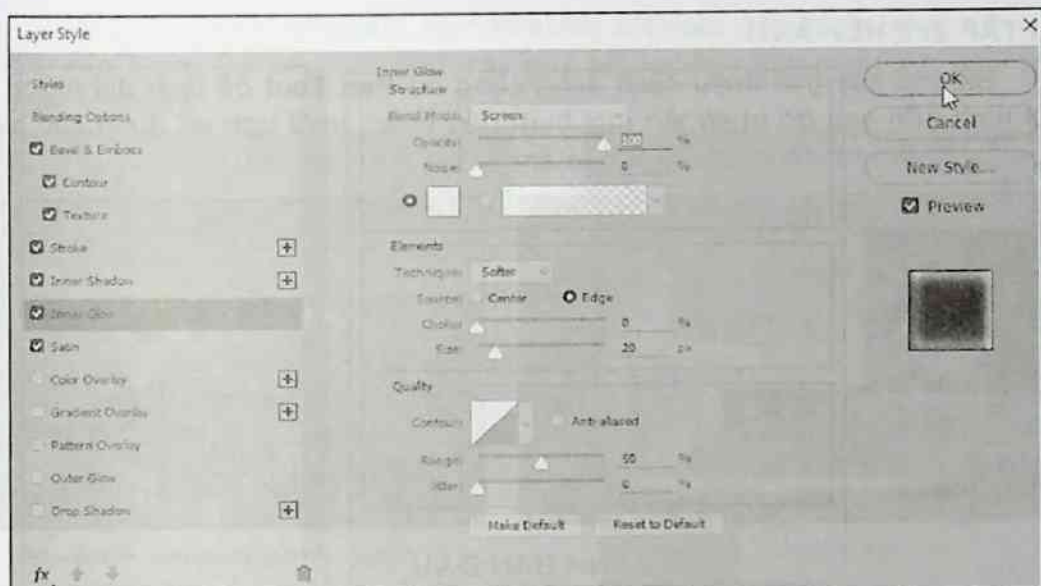 Layer Style
Styles
Blending Options
Bevel & Emboss
Contour
Texture
Stroke
Inner Shadow
Inner Glow
Satin
Color Overlay
Gradient Overlay
Pattern Overlay
Outer Glow
Drop Shadow
fx
Inner Glow
Structure
Blend Mode: Screen
Opacity: 100 %
Noise: 0 %
Elements
Technique: Softer
Source: Center Edge
Choke: 0 %
Size: 20 px
Quality
Contour: Anti-aliased
Range: 50 %
Jitter: 0 %
Make Default Reset to Default
OK
Cancel
New Style...
Preview